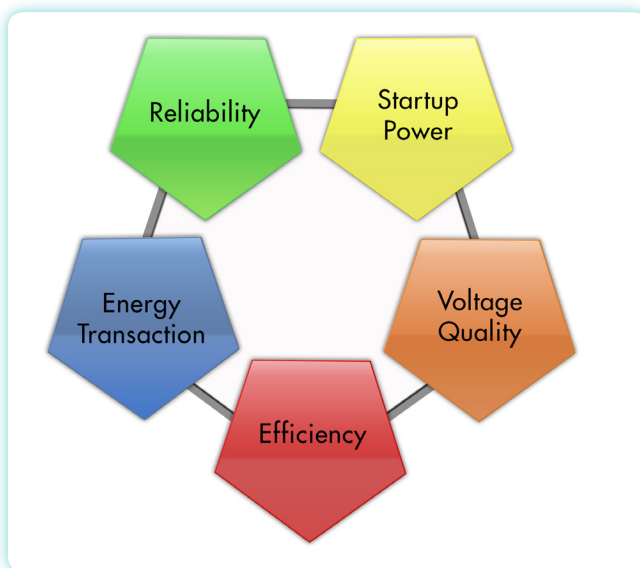 Reliability
Startup
Power
Energy
Transaction
Voltage
Quality
Efficiency